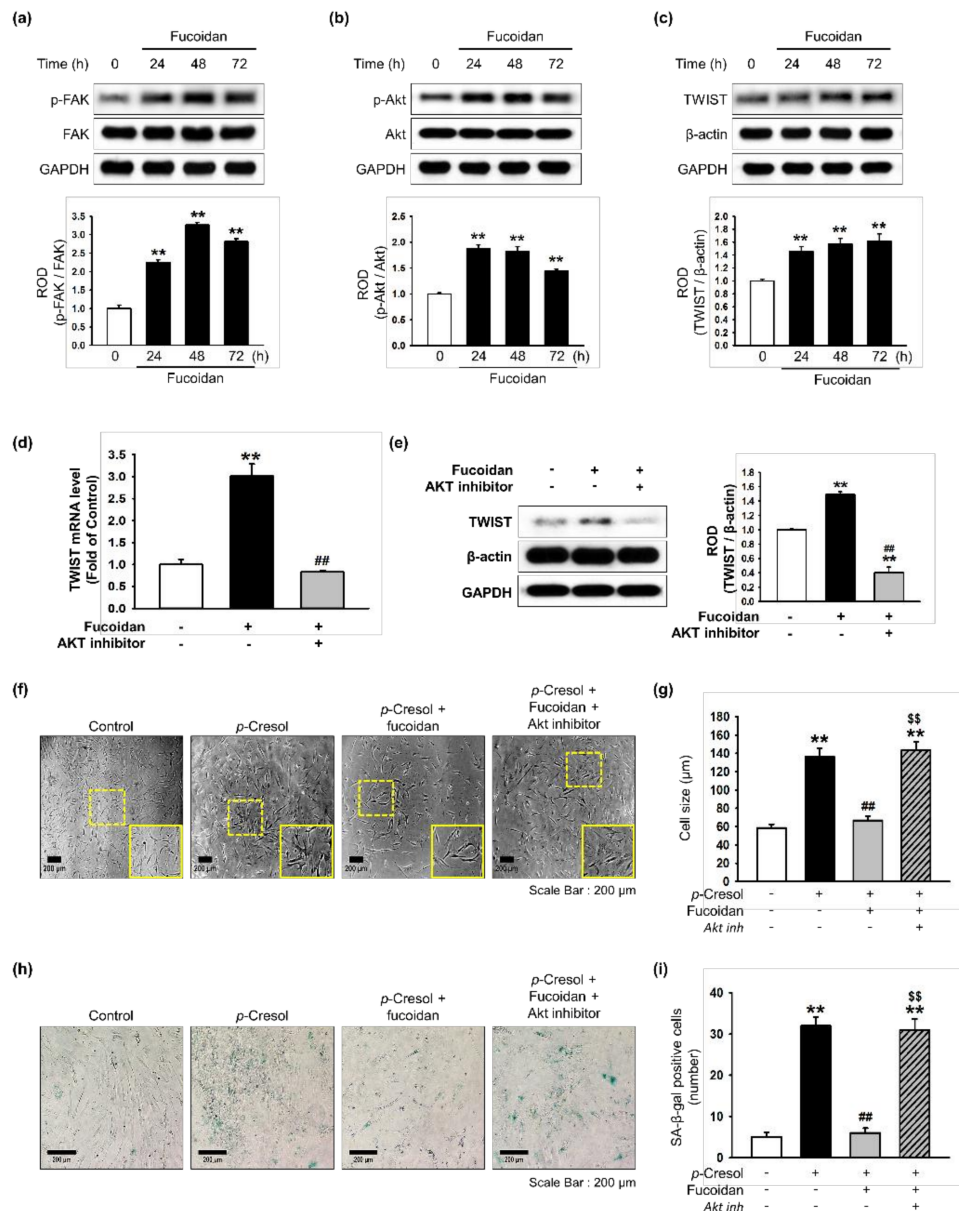 (a)
Fucoidan
Time (h) 0 24 48 72
p-FAK
FAK
GAPDH
ROD
(p-FAK / FAK)
3.5
3.0
2.5
2.0
1.5
1.0
0.5
0.0
**
**
**
0 24 48 72 (h)
Fucoidan
(b)
Fucoidan
Time (h) 0 24 48 72
p-Akt
Akt
GAPDH
ROD
(p-Akt / Akt)
2.5
2.0
1.5
1.0
0.5
0.0
**
**
**
0 24 48 72 (h)
Fucoidan
(c)
Fucoidan
Time (h) 0 24 48 72
TWIST
β-actin
GAPDH
ROD
(TWIST / β-actin)
2.0
1.8
1.6
1.4
1.2
1.0
0.8
0.6
0.4
0.2
0.0
**
**
**
0 24 48 72 (h)
Fucoidan
(d)
TWIST mRNA level
(Fold of Control)
3.5
3.0
2.5
2.0
1.5
1.0
0.5
0.0
**
##
Fucoidan - + +
AKT inhibitor - - +
(e)
Fucoidan - + +
AKT inhibitor - - +
TWIST
β-actin
GAPDH
ROD
(TWIST / β-actin)
1.8
1.6
1.4
1.2
1.0
0.8
0.6
0.4
0.2
0.0
**
##
**
Fucoidan - + +
AKT inhibitor - - +
(f)
Control
p-Cresol
p-Cresol +
fucoidan
p-Cresol +
Fucoidan +
Akt inhibitor
200 μm
200 μm
200 μm
200 μm
Scale Bar : 200 μm
(g)
Cell size (μm)
180
160
140
120
100
80
60
40
20
0
**
##
$$
**
p-Cresol - + + +
Fucoidan - - + +
Akt inh - - - +
(h)
Control
p-Cresol
p-Cresol +
fucoidan
p-Cresol +
Fucoidan +
Akt inhibitor
200 μm
200 μm
200 μm
200 μm
Scale Bar : 200 μm
(i)
SA-β-gal positive cells
(number)
40
30
20
10
0
**
##
$$
**
p-Cresol - + + +
Fucoidan - - + +
Akt inh - - - +